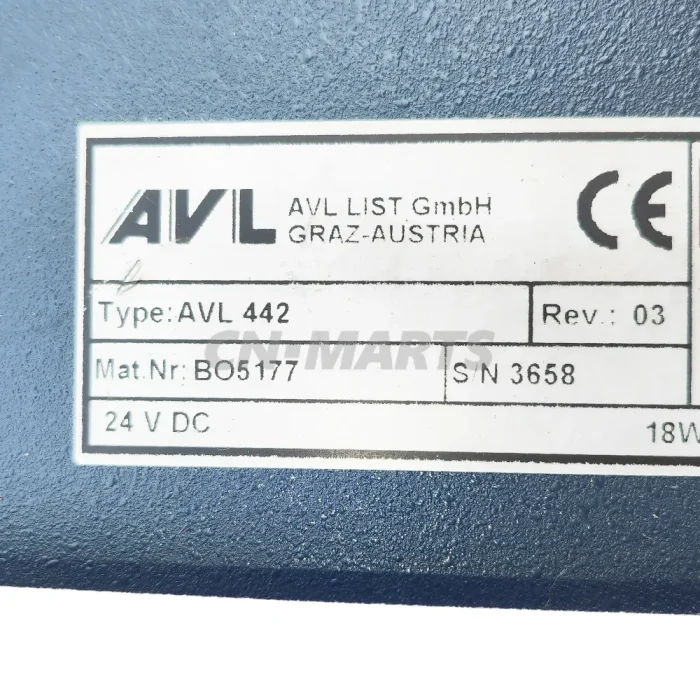 AVL
AVL LIST GmbH
GRAZ-AUSTRIA
CE
Type: AVL 442
Rev.: 03
CN-MARTS
Mat.Nr: BO5177
S/N 3658
24 V DC
18W